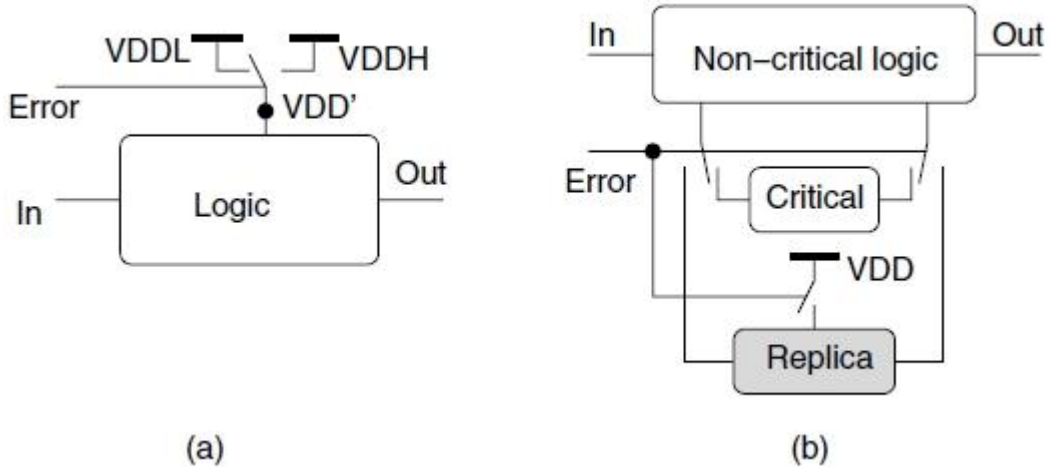 VDDL
VDDH
Error
VDD'
In
Logic
Out
(a)
In
Non-critical logic
Out
Error
Critical
VDD
Replica
(b)